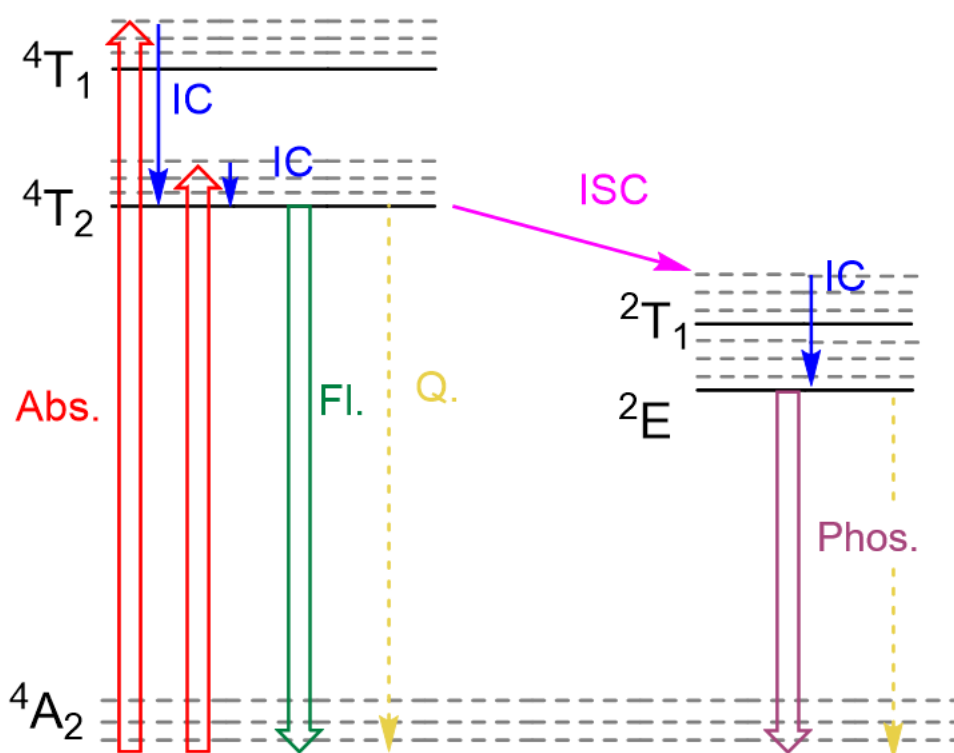 ⁴T₁
IC
IC
⁴T₂
ISC
IC
²T₁
Abs.
Fl.
Q.
²E
Phos.
⁴A₂